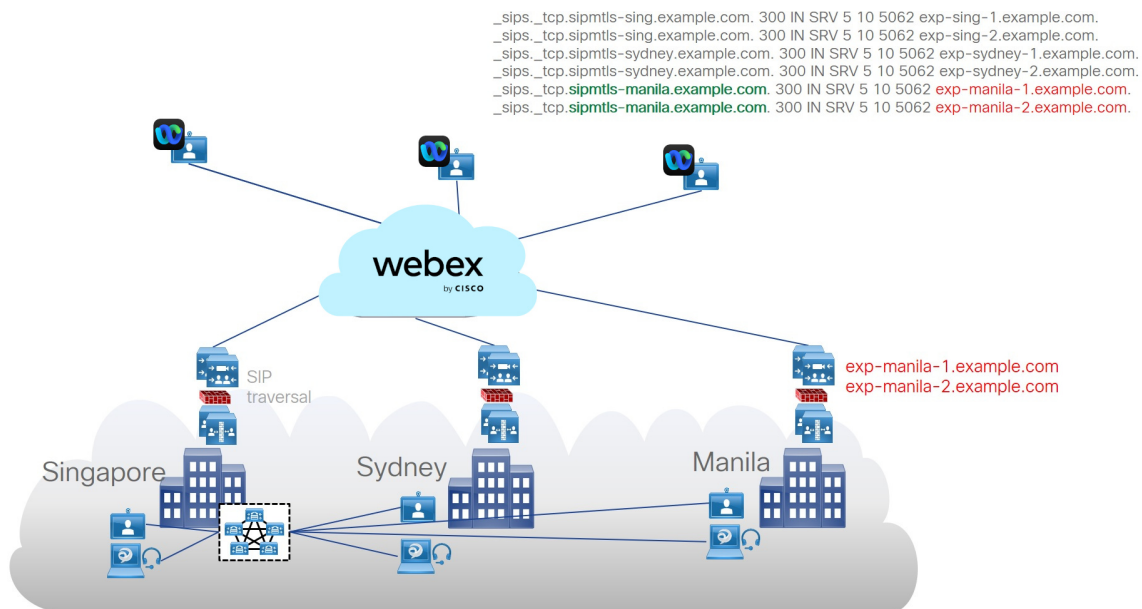 _sips._tcp.sipmtls-sing.example.com. 300 IN SRV 5 10 5062 exp-sing-1.example.com.
_sips._tcp.sipmtls-sing.example.com. 300 IN SRV 5 10 5062 exp-sing-2.example.com.
_sips._tcp.sipmtls-sydney.example.com. 300 IN SRV 5 10 5062 exp-sydney-1.example.com.
_sips._tcp.sipmtls-sydney.example.com. 300 IN SRV 5 10 5062 exp-sydney-2.example.com.
_sips._tcp.sipmtls-manila.example.com. 300 IN SRV 5 10 5062 exp-manila-1.example.com.
_sips._tcp.sipmtls-manila.example.com. 300 IN SRV 5 10 5062 exp-manila-2.example.com.
webex
by CISCO
SIP
traversal
exp-manila-1.example.com
exp-manila-2.example.com
Singapore
Sydney
Manila